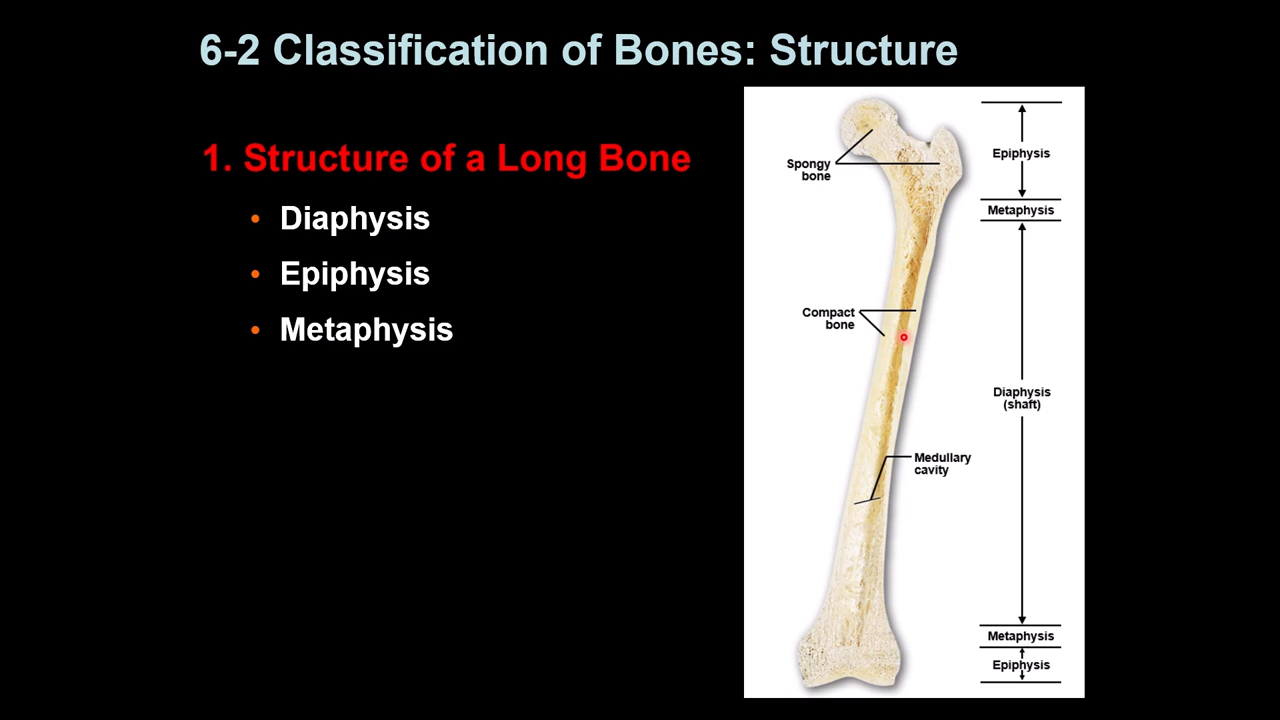 6-2 Classification of Bones: Structure
1. Structure of a Long Bone
• Diaphysis
• Epiphysis
• Metaphysis
Spongy
bone
Compact
bone
Medullary
cavity
Epiphysis
Metaphysis
Diaphysis
(shaft)
Metaphysis
Epiphysis